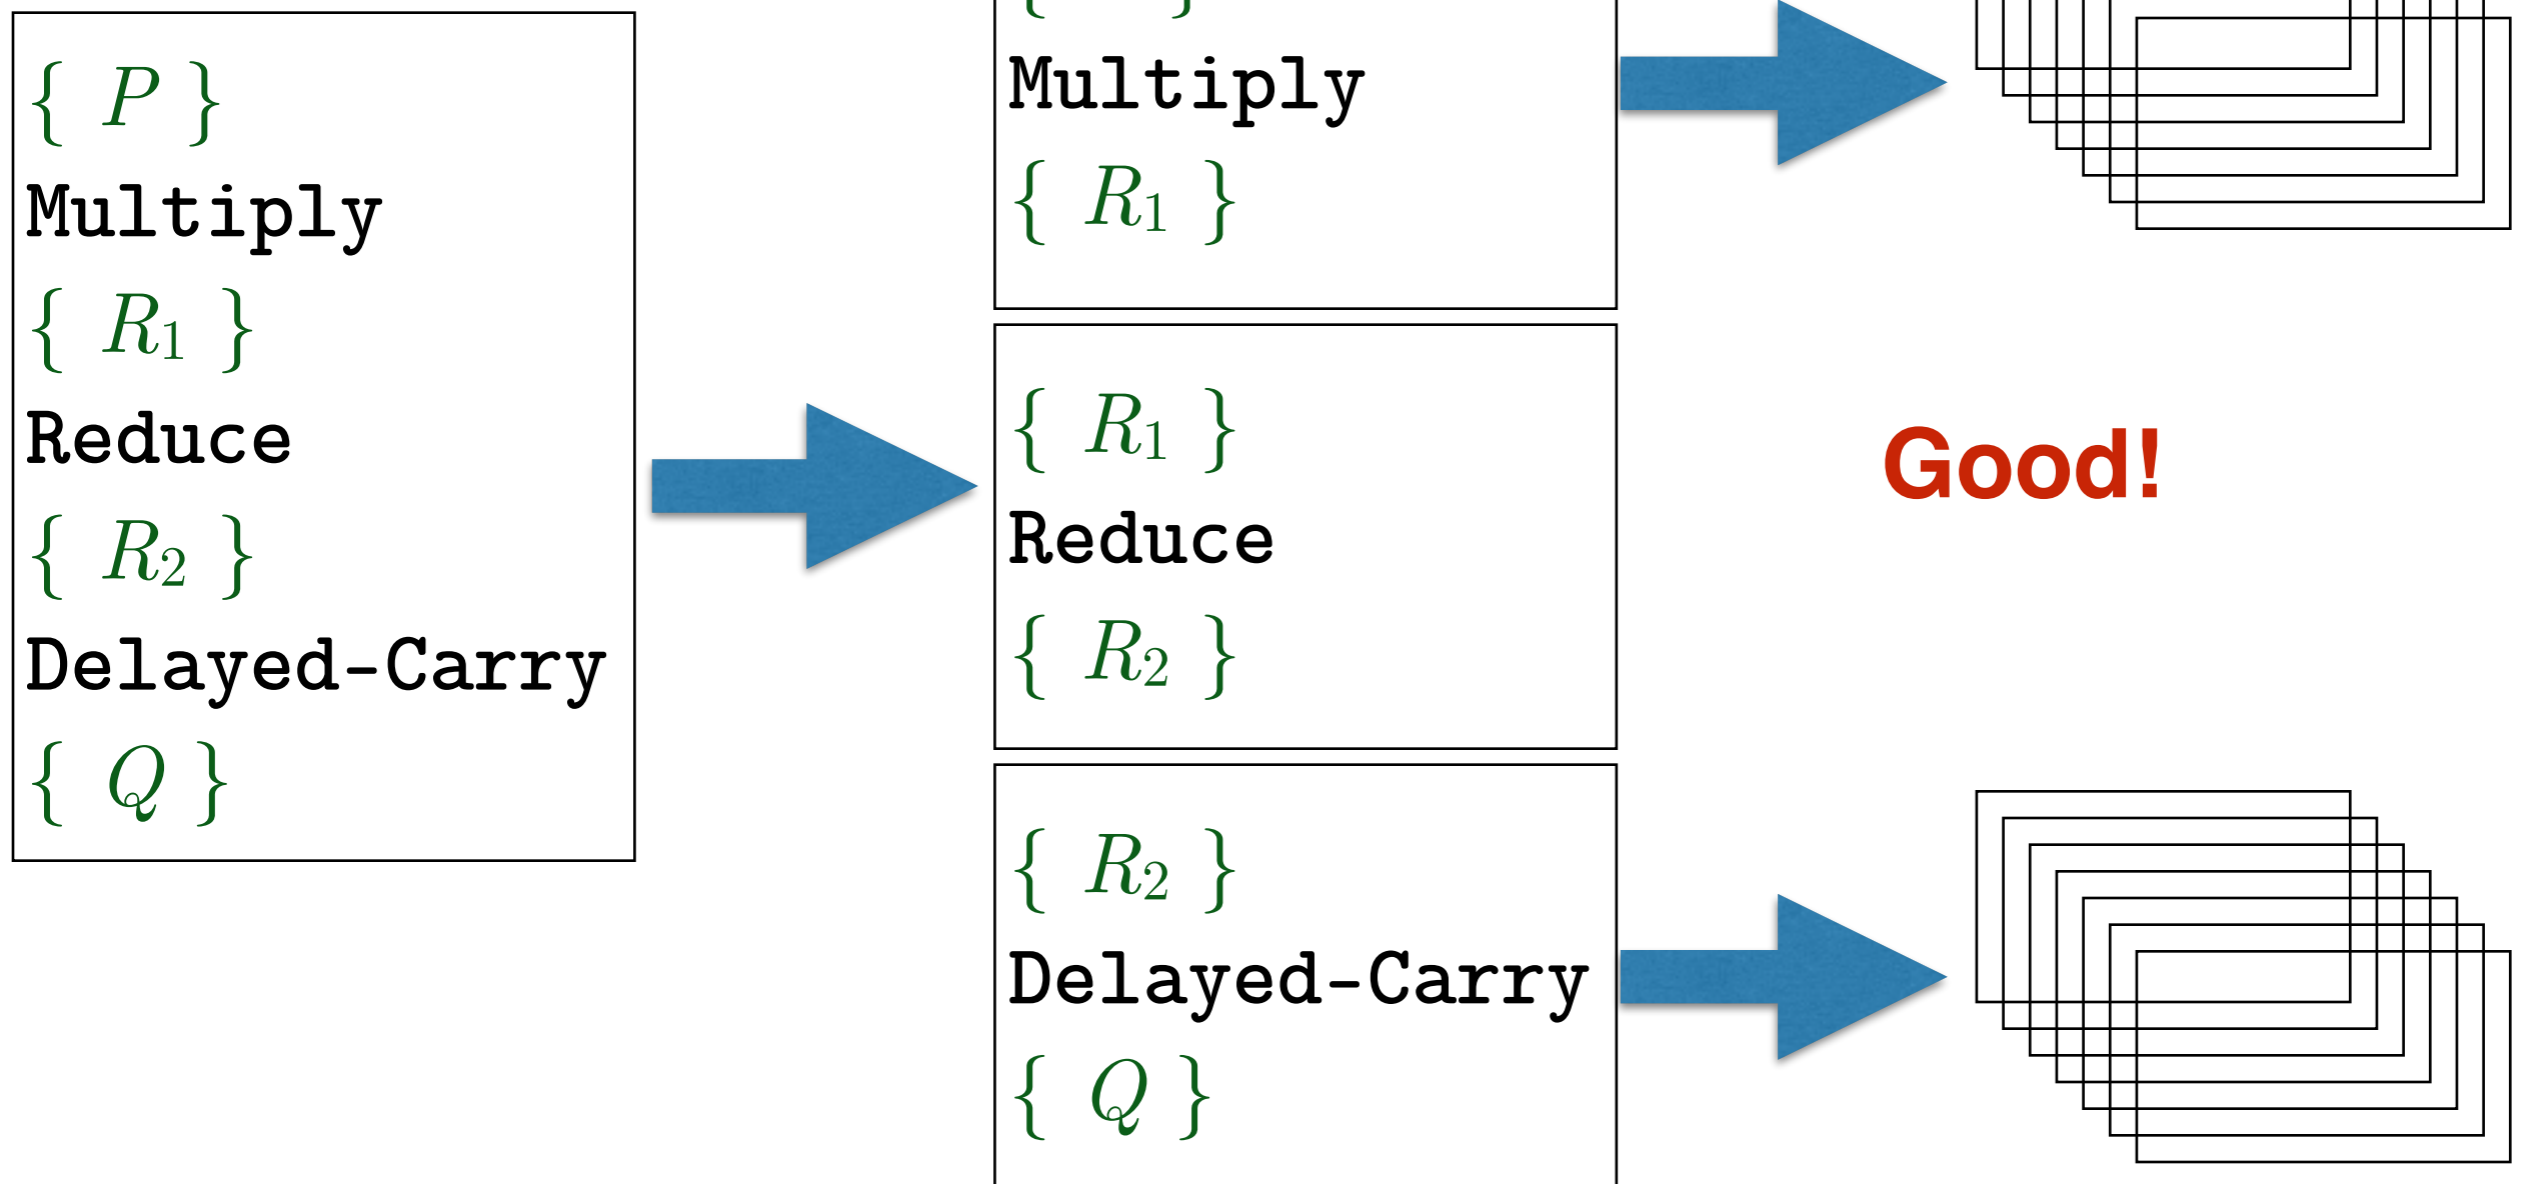 { P }
Multiply
{ R₁ }
Reduce
{ R₂ }
Delayed-Carry
{ Q }
{ }
Multiply
{ R₁ }
{ R₁ }
Reduce
{ R₂ }
{ R₂ }
Delayed-Carry
{ Q }
Good!